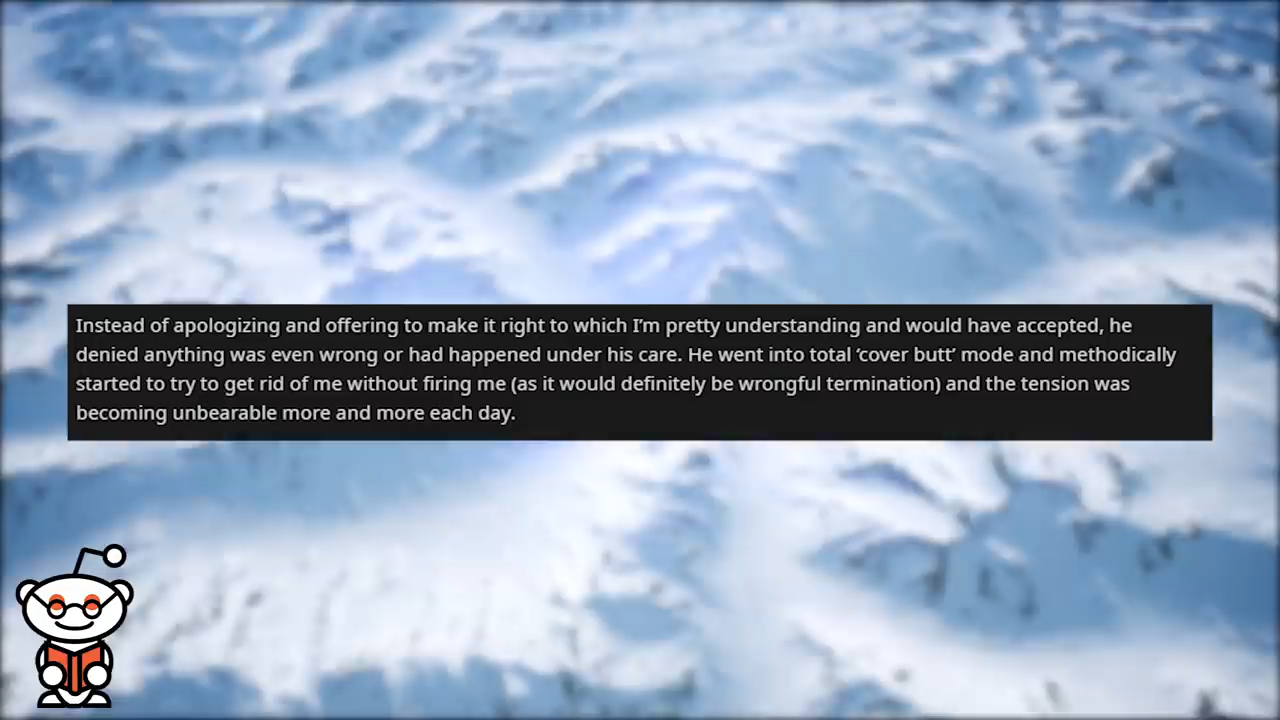 Instead of apologizing and offering to make it right to which I’m pretty understanding and would have accepted, he
denied anything was even wrong or had happened under his care. He went into total ‘cover butt’ mode and methodically
started to try to get rid of me without firing me (as it would definitely be wrongful termination) and the tension was
becoming unbearable more and more each day.